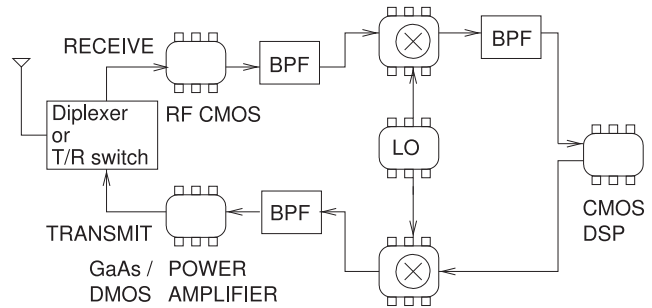 RECEIVE
BPF
BPF
Diplexer
or
T/R switch
RF CMOS
LO
BPF
TRANSMIT
CMOS
DSP
GaAs / POWER
DMOS AMPLIFIER